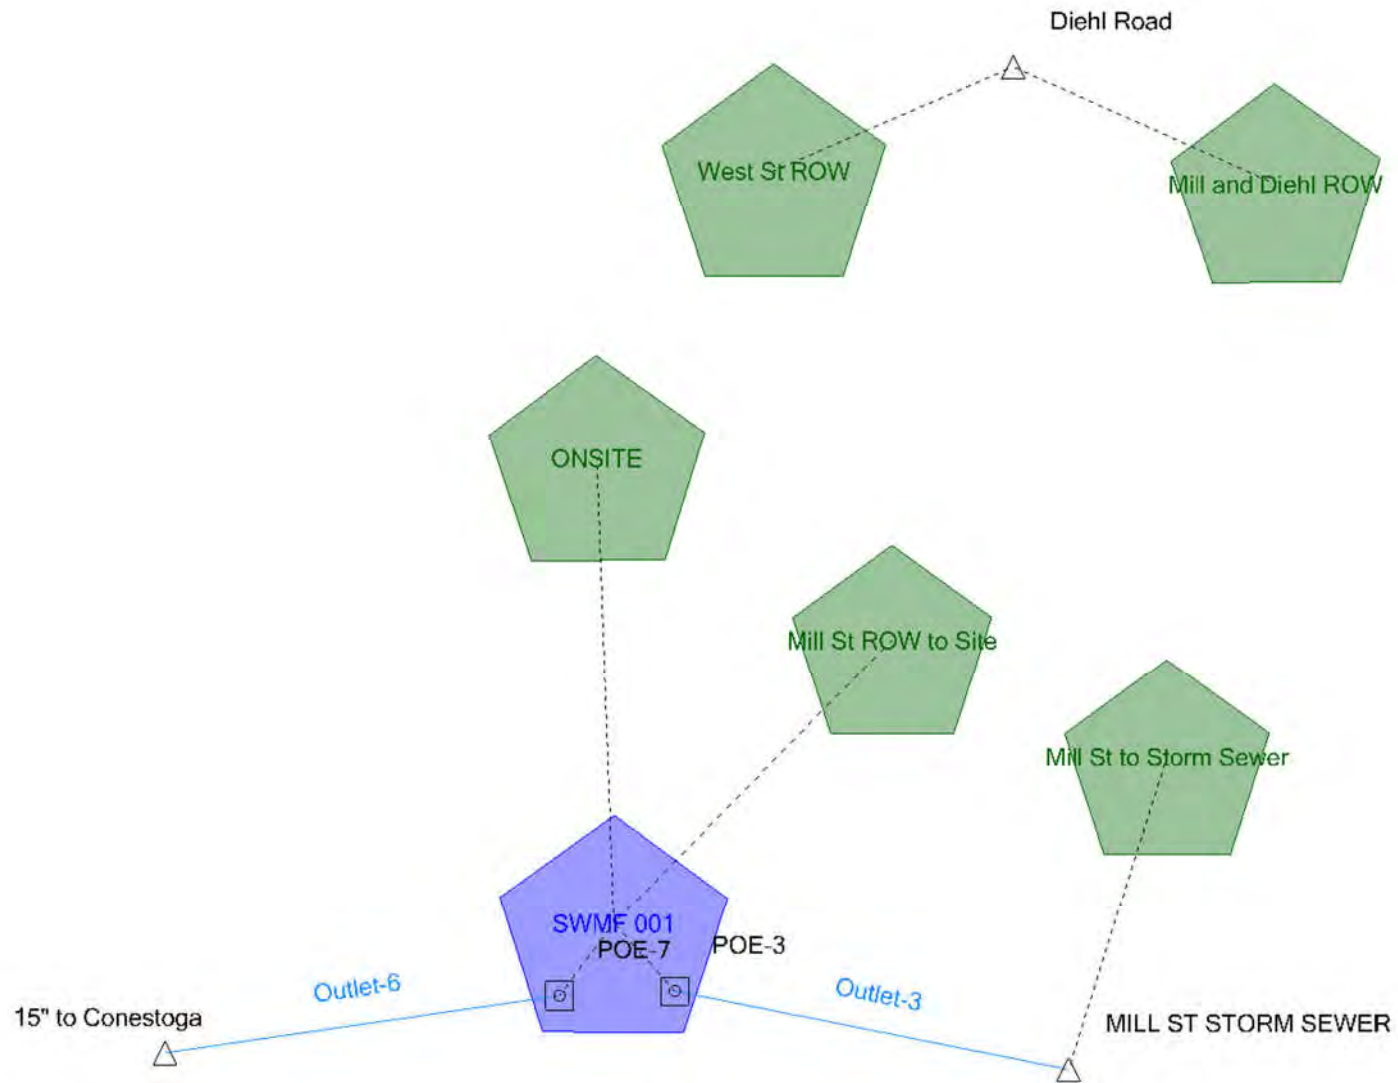 Diehl Road
West St ROW
Mill and Diehl ROW
ONSITE
Mill St ROW to Site
Mill St to Storm Sewer
SWMF 001
POE-7
POE-3
Outlet-6
Outlet-3
15" to Conestoga
MILL ST STORM SEWER